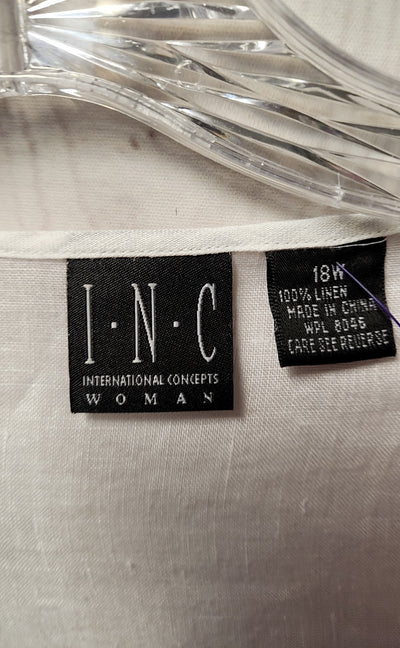 I·N·C
INTERNATIONAL CONCEPTS
WOMAN
18W
100% LINEN
MADE IN CHINA
WPL 8046
CARE SEE REVERSE